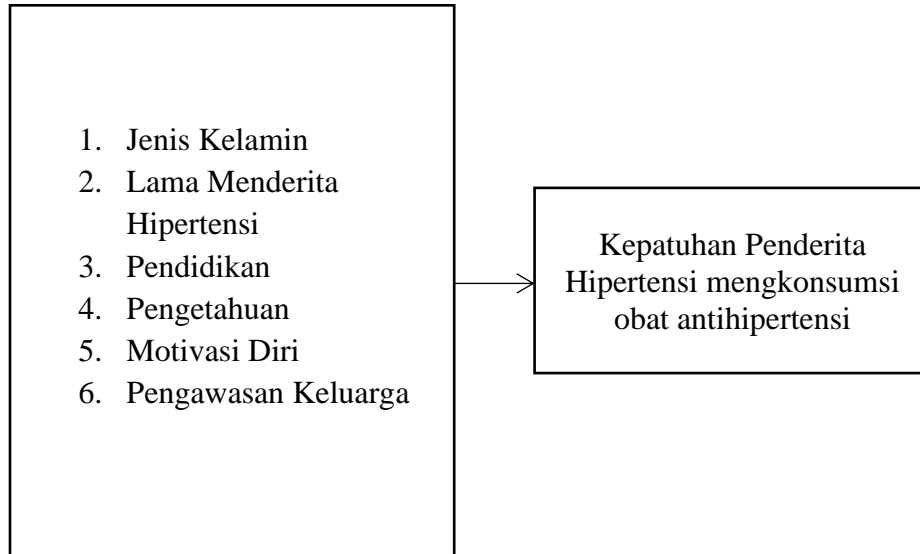 1. Jenis Kelamin
2. Lama Menderita
Hipertensi
3. Pendidikan
4. Pengetahuan
5. Motivasi Diri
6. Pengawasan Keluarga
Kepatuhan Penderita
Hipertensi mengkonsumsi
obat antihipertensi